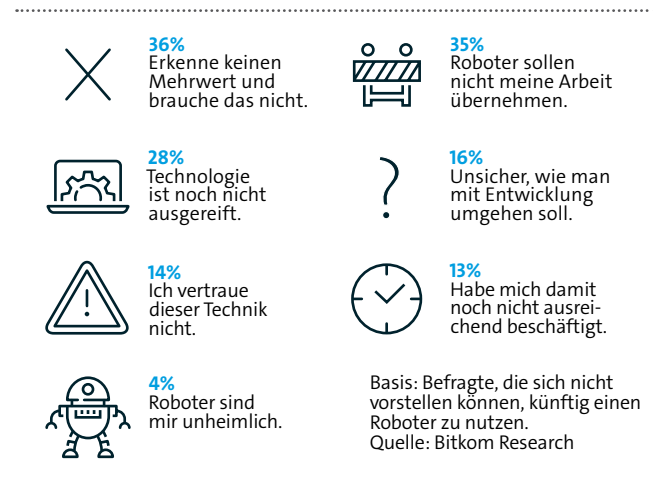 36%
Erkenne keinen
Mehrwert und
brauche das nicht.
35%
Roboter sollen
nicht meine Arbeit
übernehmen.
28%
Technologie
ist noch nicht
ausgereift.
16%
Unsicher, wie man
mit Entwicklung
umgehen soll.
14%
Ich vertraue
dieser Technik
nicht.
13%
Habe mich damit
noch nicht ausrei-
chend beschäftigt.
4%
Roboter sind
mir unheimlich.
Basis: Befragte, die sich nicht
vorstellen können, künftig einen
Roboter zu nutzen.
Quelle: Bitkom Research